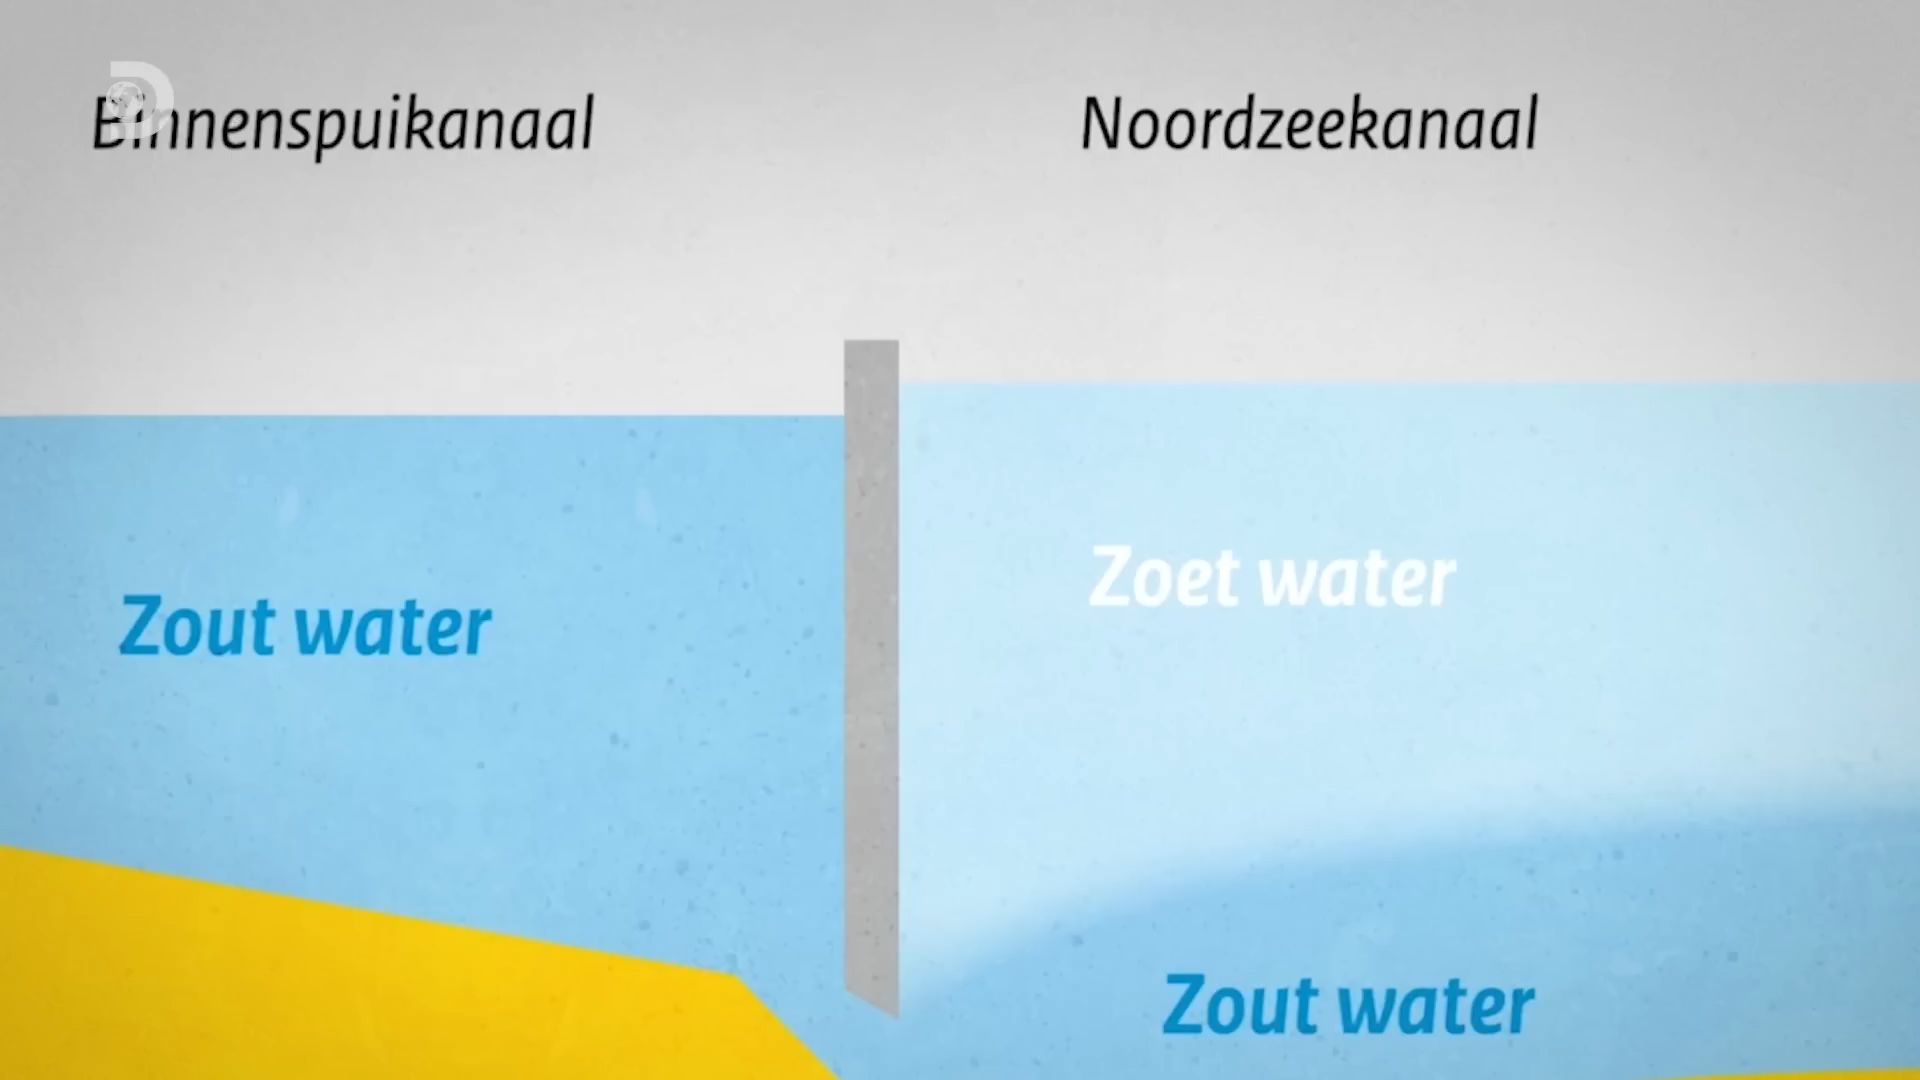 Binnenspuikanaal
Noordzeekanaal
Zoet water
Zout water
Zout water